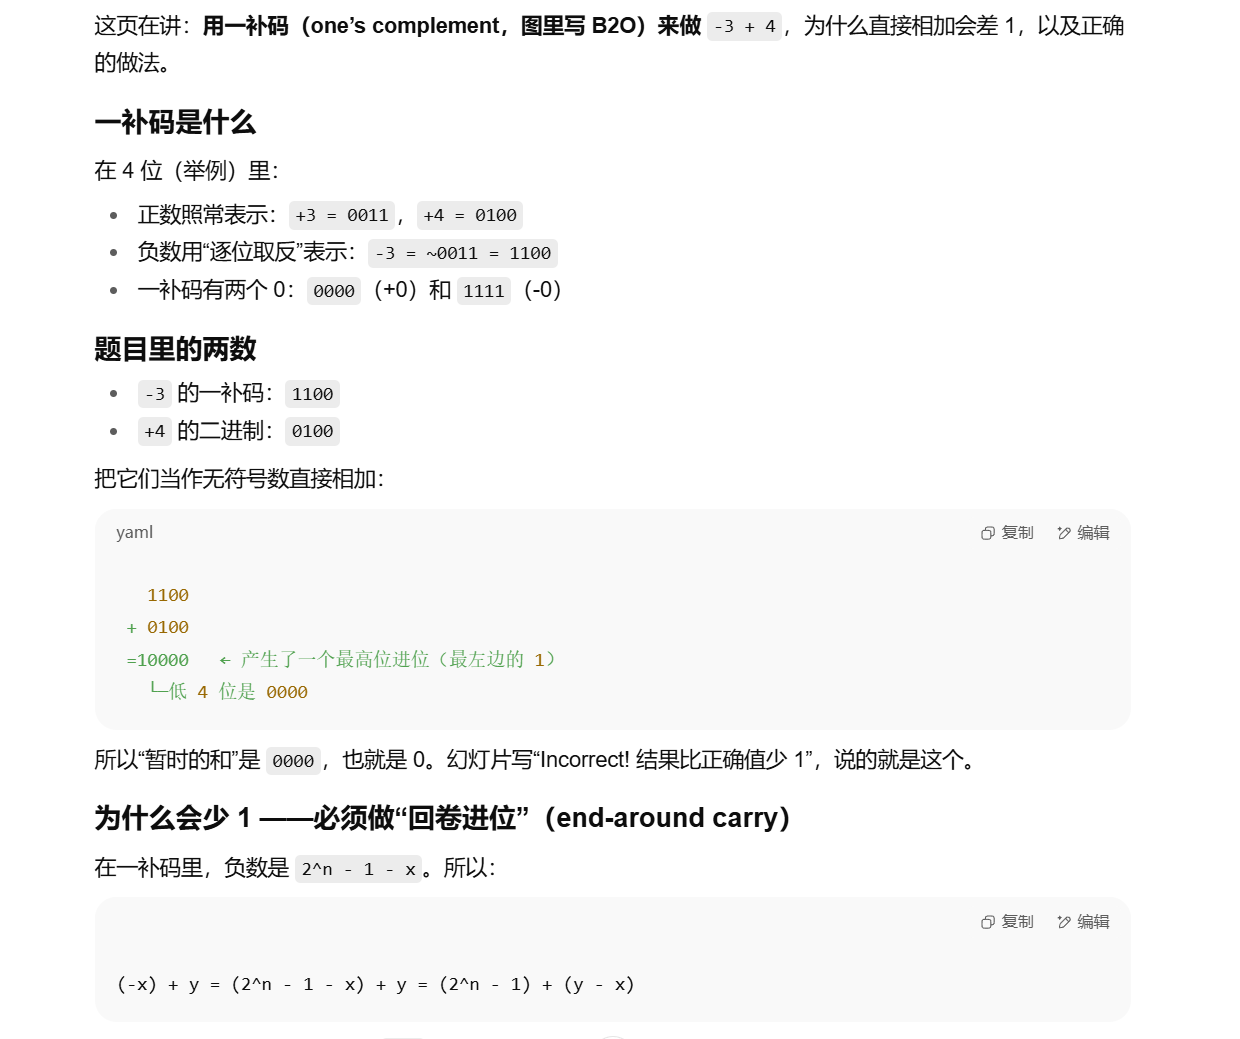 这页在讲：用一补码（one’s complement，图里写 B2O）来做 -3 + 4，为什么直接相加会差 1，以及正确
的做法。
一补码是什么
在 4 位（举例）里：
• 正数照常表示：+3 = 0011，+4 = 0100
• 负数用“逐位取反”表示：-3 = ~0011 = 1100
• 一补码有两个 0：0000（+0）和 1111（-0）
题目里的两数
• -3 的一补码：1100
• +4 的二进制：0100
把它们当作无符号数直接相加：
yaml 复制 编辑
1100
+ 0100
=10000 ← 产生了一个最高位进位（最左边的 1）
└─低 4 位是 0000
所以“暂时的和”是 0000，也就是 0。幻灯片写“Incorrect! 结果比正确值少 1”，说的就是这个。
为什么会少 1 ——必须做“回卷进位”（end-around carry）
在一补码里，负数是 2^n - 1 - x。所以：
复制 编辑
(-x) + y = (2^n - 1 - x) + y = (2^n - 1) + (y - x)